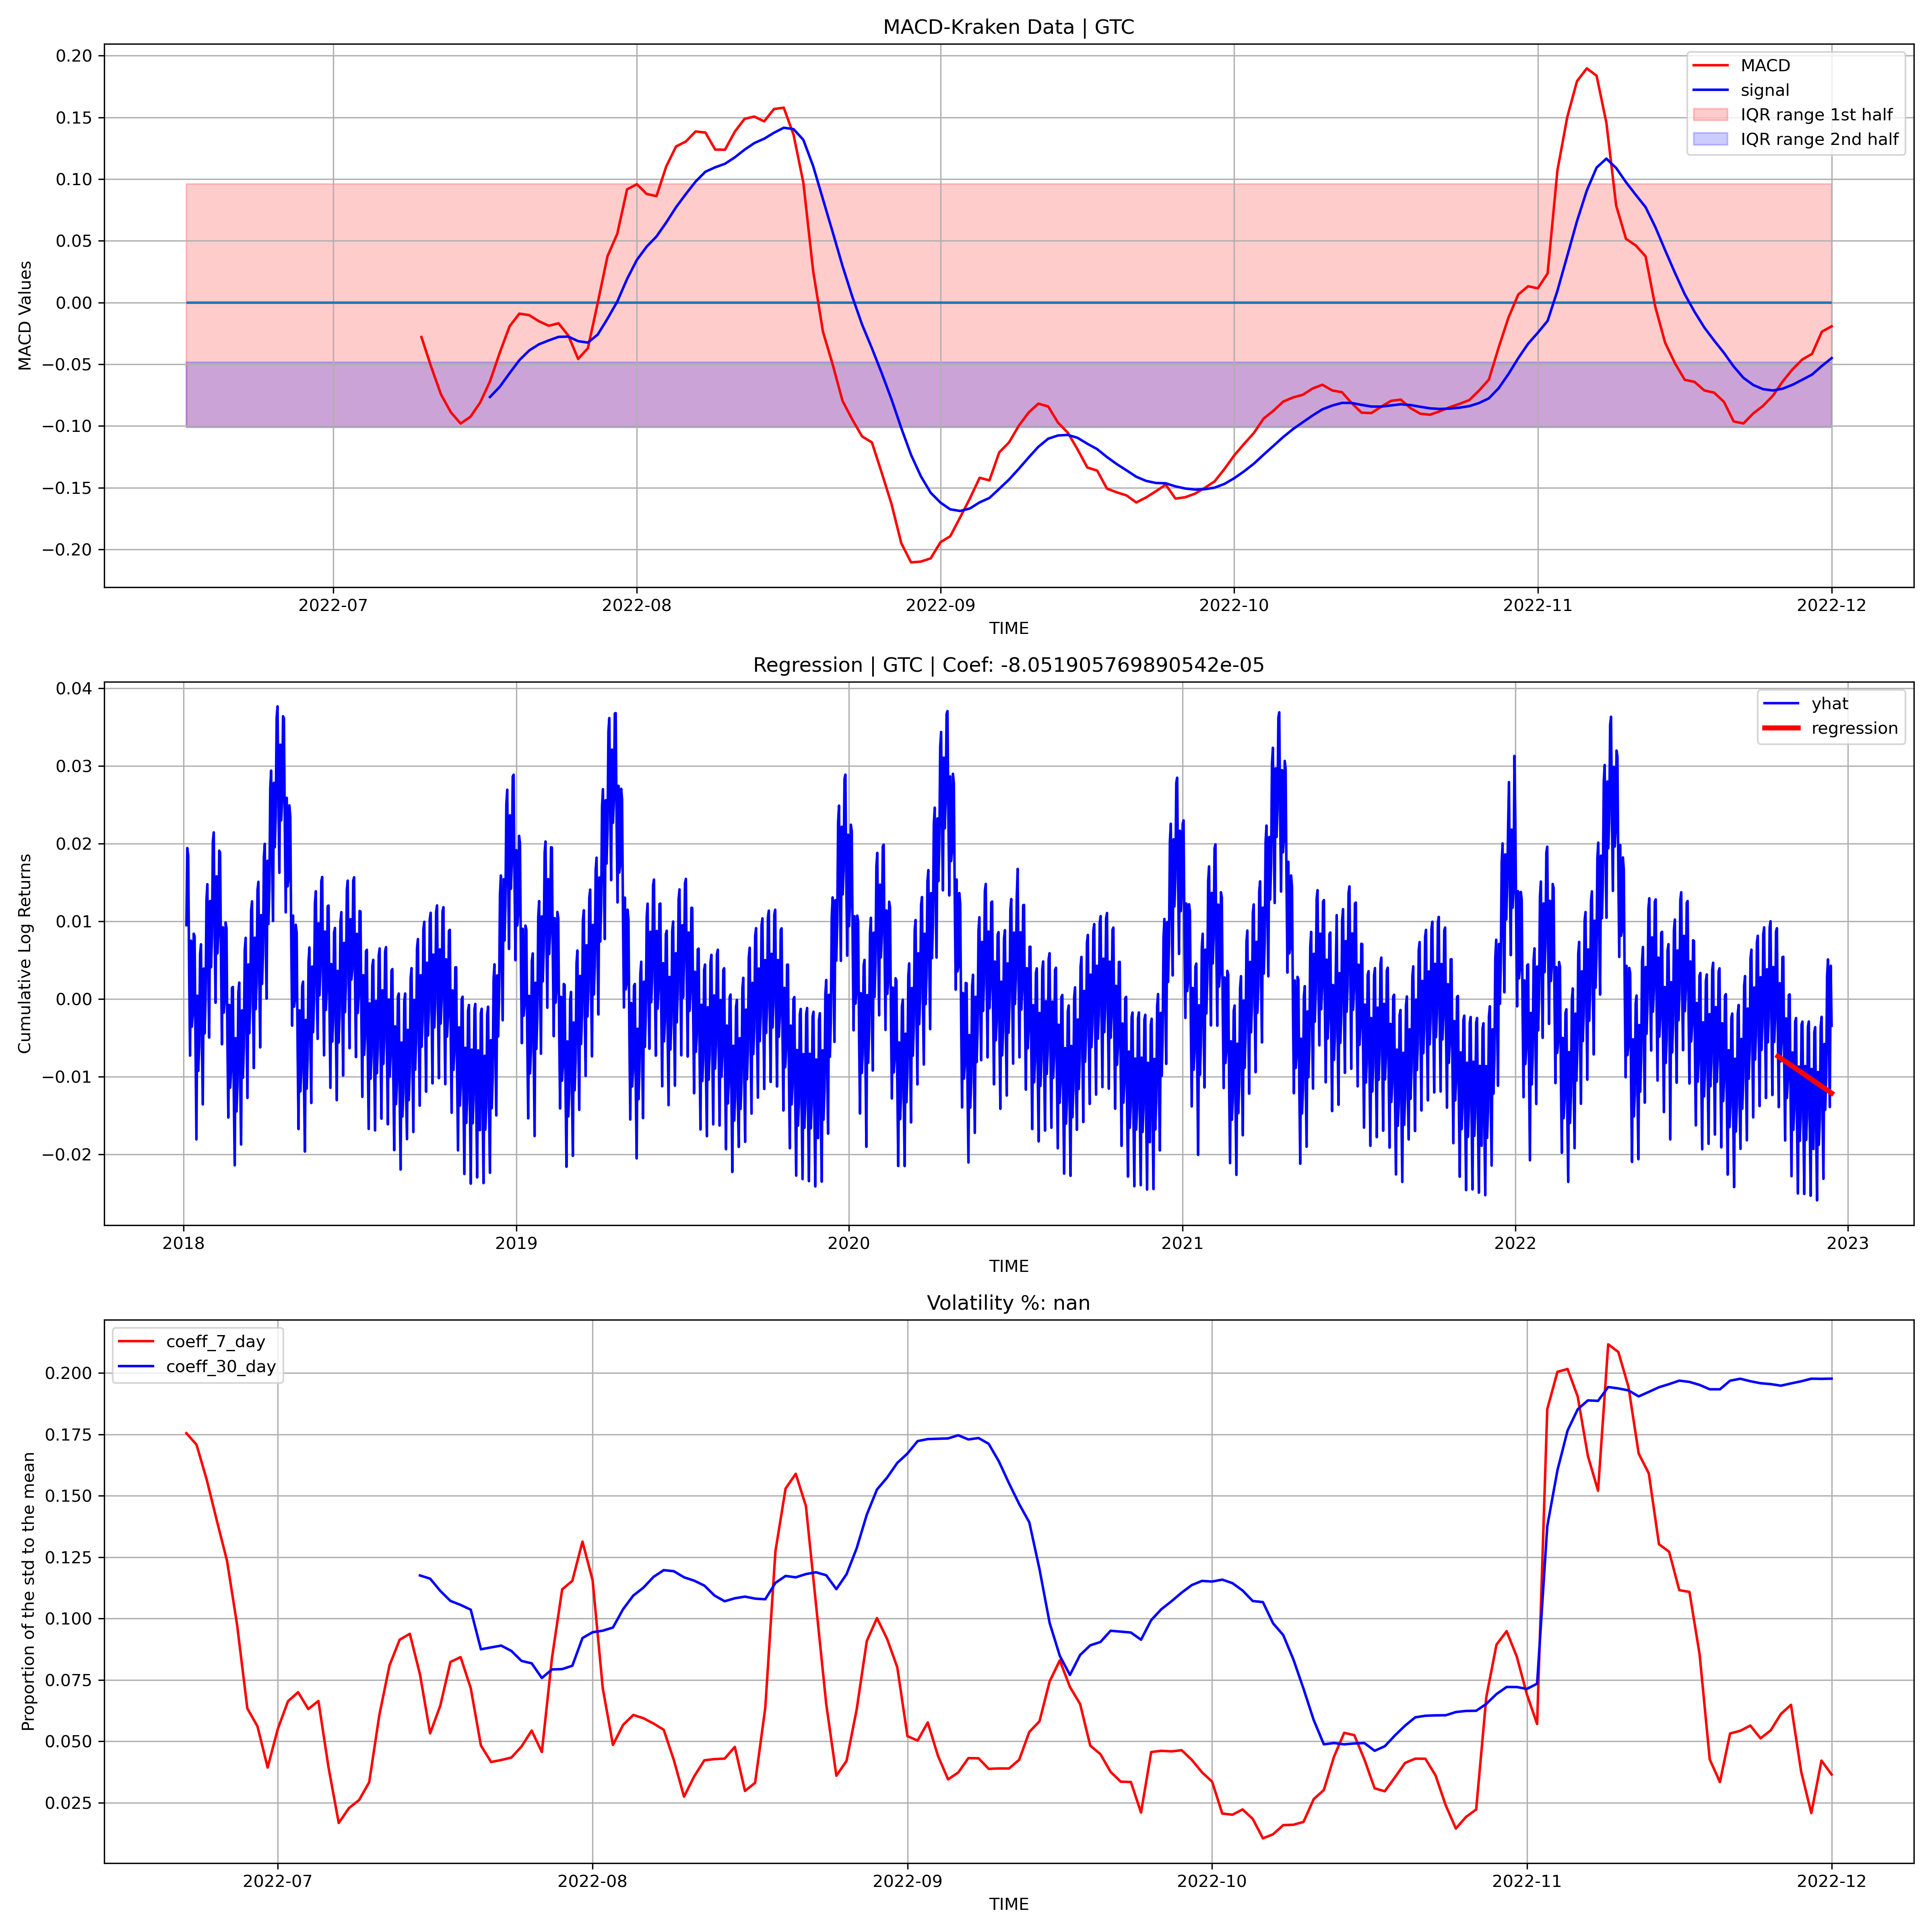 MACD-Kraken Data | GTC
MACD Values
0.20
0.15
0.10
0.05
0.00
−0.05
−0.10
−0.15
−0.20
MACD
signal
IQR range 1st half
IQR range 2nd half
2022-07 2022-08 2022-09 2022-10 2022-11 2022-12
TIME
Regression | GTC | Coef: -8.051905769890542e-05
Cumulative Log Returns
0.04
0.03
0.02
0.01
0.00
−0.01
−0.02
yhat
regression
2018 2019 2020 2021 2022 2023
TIME
Volatility %: nan
Proportion of the std to the mean
0.200
0.175
0.150
0.125
0.100
0.075
0.050
0.025
coeff_7_day
coeff_30_day
2022-07 2022-08 2022-09 2022-10 2022-11 2022-12
TIME